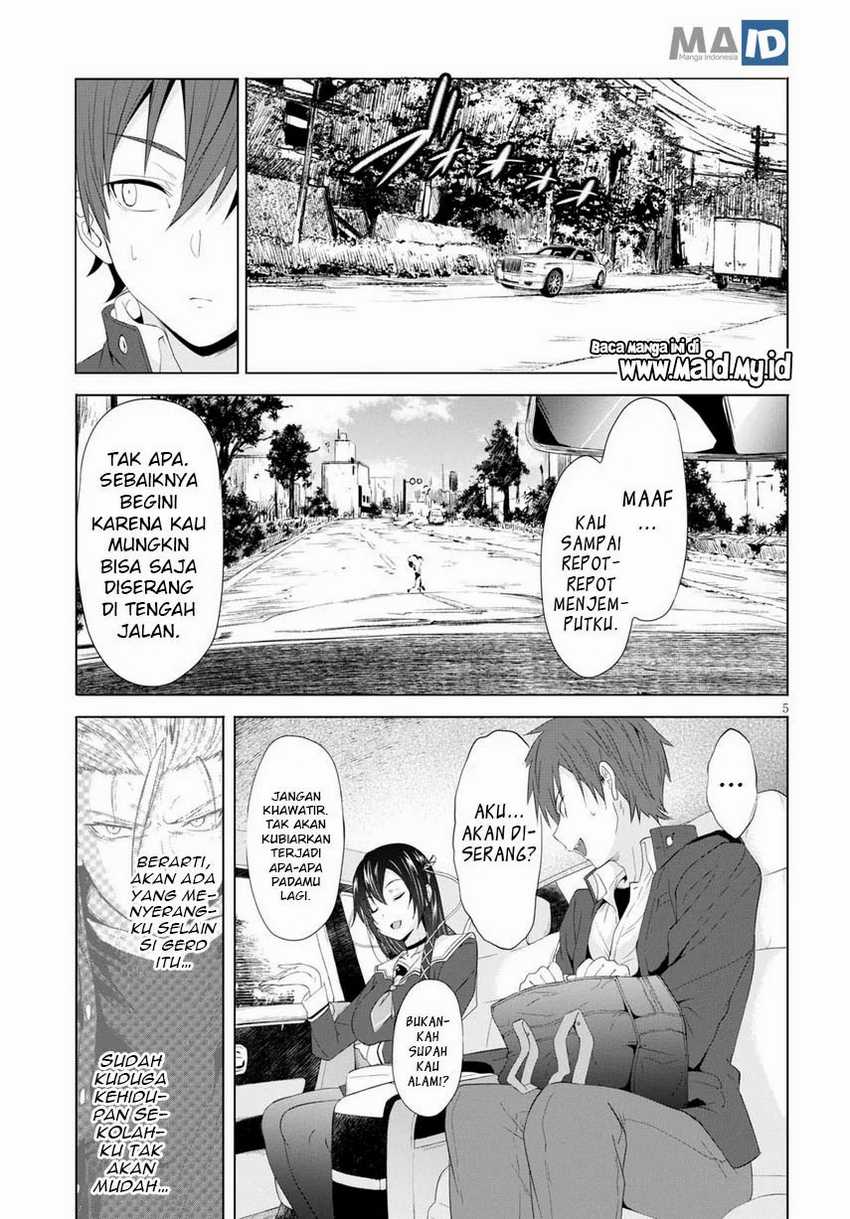 MAID
Manga Indonesia
Baca Manga ini di
www.Maid.My.id
MAAF
...
KAU
SAMPAI
REPOT-
REPOT
MENJEM-
PUTKU.
TAK APA.
SEBAIKNYA
BEGINI
KARENA KAU
MUNGKIN
BISA SAJA
DISERANG
DI TENGAH
JALAN.
5
...
AKU...
AKAN DI-
SERANG?
JANGAN
KHAWATIR.
TAK AKAN
KUBIARKAN
TERJADI
APA-APA
PADAMU
LAGI.
BUKAN-
KAH
SUDAH
KAU
ALAMI?
BERARTI,
AKAN ADA
YANG ME-
NYERANG-
KU SELAIN
SI GERD
ITU...
SUDAH
KUDUGA
KEHIDU-
PAN SE-
KOLAH-
KU TAK
AKAN
MUDAH...